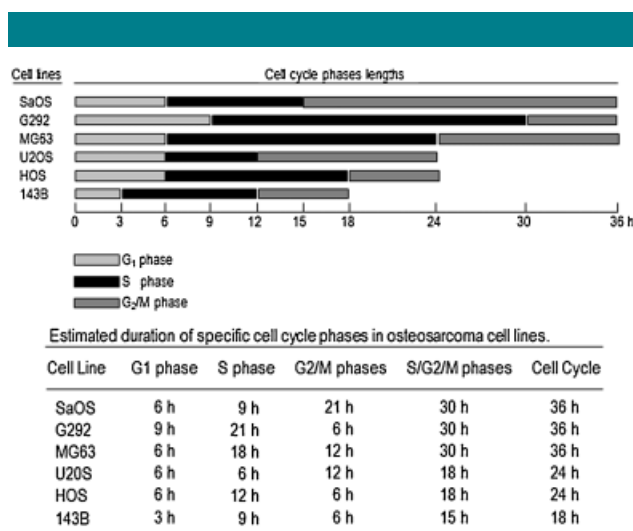 Cell lines Cell cycle phases lengths
SaOS
G292
MG63
U2OS
HOS
143B
0 3 6 9 12 15 18 24 30 36 h
G1 phase
S phase
G2/M phase
Estimated duration of specific cell cycle phases in osteosarcoma cell lines.
Cell Line G1 phase S phase G2/M phases S/G2/M phases Cell Cycle
SaOS 6 h 9 h 21 h 30 h 36 h
G292 9 h 21 h 6 h 30 h 36 h
MG63 6 h 18 h 12 h 30 h 36 h
U20S 6 h 6 h 12 h 18 h 24 h
HOS 6 h 12 h 6 h 18 h 24 h
143B 3 h 9 h 6 h 15 h 18 h